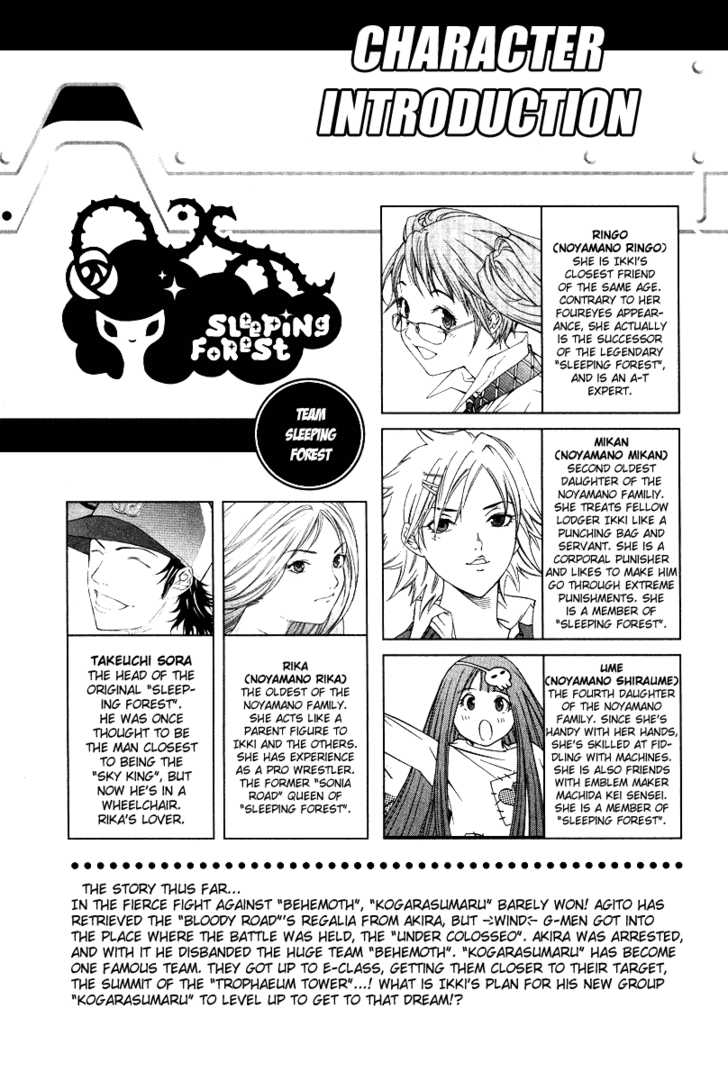 CHARACTER
INTRODUCTION
SLeePiNg
FoReSt
TEAM
SLEEPING
FOREST
RINGO
(NOYAMANO RINGO)
SHE IS IKKI'S
CLOSEST FRIEND
OF THE SAME AGE.
CONTRARY TO HER
FOUREYES APPEAR-
ANCE, SHE ACTUALLY
IS THE SUCCESSOR
OF THE LEGENDARY
"SLEEPING FOREST",
AND IS AN A-T
EXPERT.
MIKAN
(NOYAMANO MIKAN)
SECOND OLDEST
DAUGHTER OF THE
NOYAMANO FAMILIY.
SHE TREATS FELLOW
LODGER IKKI LIKE A
PUNCHING BAG AND
SERVANT. SHE IS A
CORPORAL PUNISHER
AND LIKES TO MAKE HIM
GO THROUGH EXTREME
PUNISHMENTS. SHE
IS A MEMBER OF
"SLEEPING FOREST".
TAKEUCHI SORA
THE HEAD OF THE
ORIGINAL "SLEEP-
ING FOREST".
HE WAS ONCE
THOUGHT TO BE
THE MAN CLOSEST
TO BEING THE
"SKY KING", BUT
NOW HE'S IN A
WHEELCHAIR.
RIKA'S LOVER.
RIKA
(NOYAMANO RIKA)
THE OLDEST OF THE
NOYAMANO FAMILY.
SHE ACTS LIKE A
PARENT FIGURE TO
IKKI AND THE OTHERS.
SHE HAS EXPERIENCE
AS A PRO WRESTLER.
THE FORMER "SONIA
ROAD" QUEEN OF
"SLEEPING FOREST".
UME
(NOYAMANO SHIRAUME)
THE FOURTH DAUGHTER
OF THE NOYAMANO
FAMILY. SINCE SHE'S
HANDY WITH HER HANDS,
SHE'S SKILLED AT FID-
DLING WITH MACHINES.
SHE IS ALSO FRIENDS
WITH EMBLEM MAKER
MACHIDA KEI SENSEI.
SHE IS A MEMBER OF
"SLEEPING FOREST".
THE STORY THUS FAR...
IN THE FIERCE FIGHT AGAINST "BEHEMOTH", "KOGARASUMARU" BARELY WON! AGITO HAS
RETRIEVED THE "BLOODY ROAD"'S REGALIA FROM AKIRA, BUT -:WIND:- G-MEN GOT INTO
THE PLACE WHERE THE BATTLE WAS HELD, THE "UNDER COLOSSEO". AKIRA WAS ARRESTED,
AND WITH IT HE DISBANDED THE HUGE TEAM "BEHEMOTH". "KOGARASUMARU" HAS BECOME
ONE FAMOUS TEAM. THEY GOT UP TO E-CLASS, GETTING THEM CLOSER TO THEIR TARGET,
THE SUMMIT OF THE "TROPHAEUM TOWER"...! WHAT IS IKKI'S PLAN FOR HIS NEW GROUP
"KOGARASUMARU" TO LEVEL UP TO GET TO THAT DREAM!?